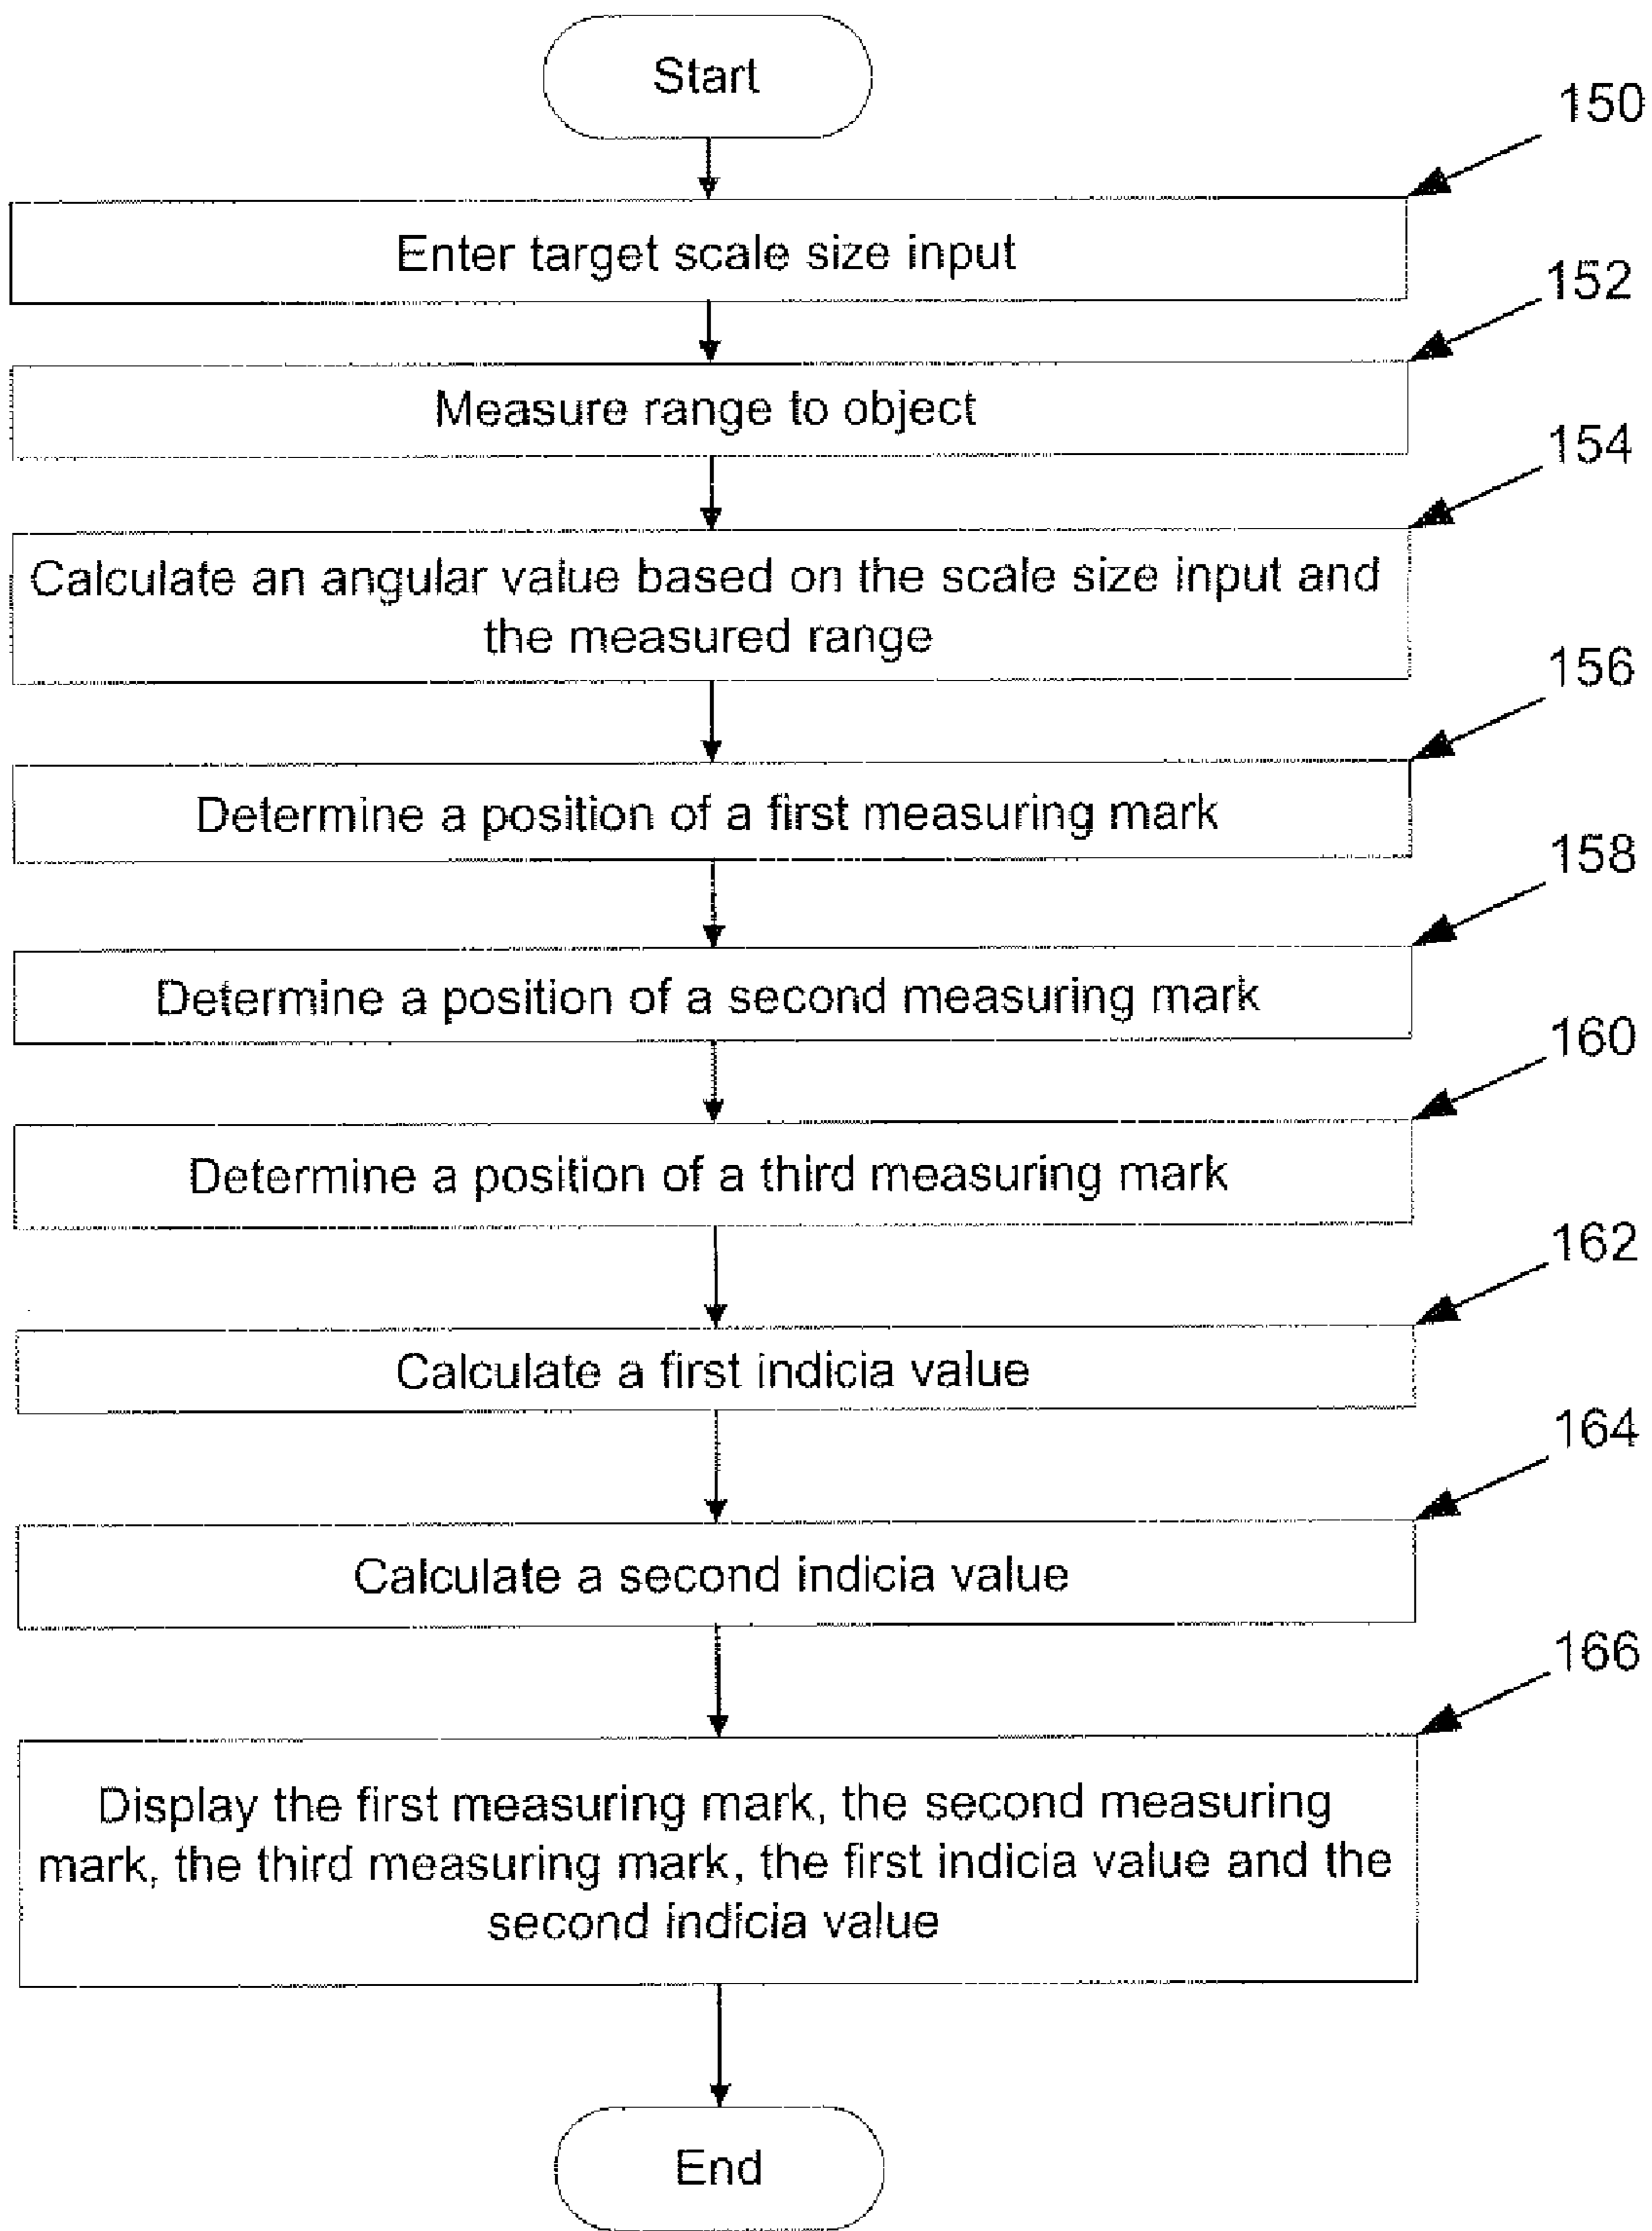 Start
150
Enter target scale size input
152
Measure range to object
154
Calculate an angular value based on the scale size input and
the measured range
156
Determine a position of a first measuring mark
158
Determine a position of a second measuring mark
160
Determine a position of a third measuring mark
162
Calculate a first indicia value
164
Calculate a second indicia value
166
Display the first measuring mark, the second measuring
mark, the third measuring mark, the first indicia value and the
second indicia value
End